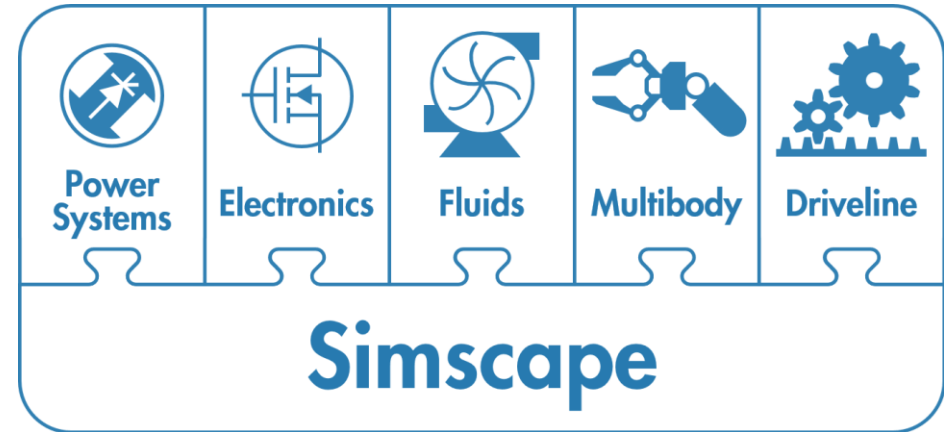 Power
Systems
Electronics
Fluids
Multibody
Driveline
Simscape